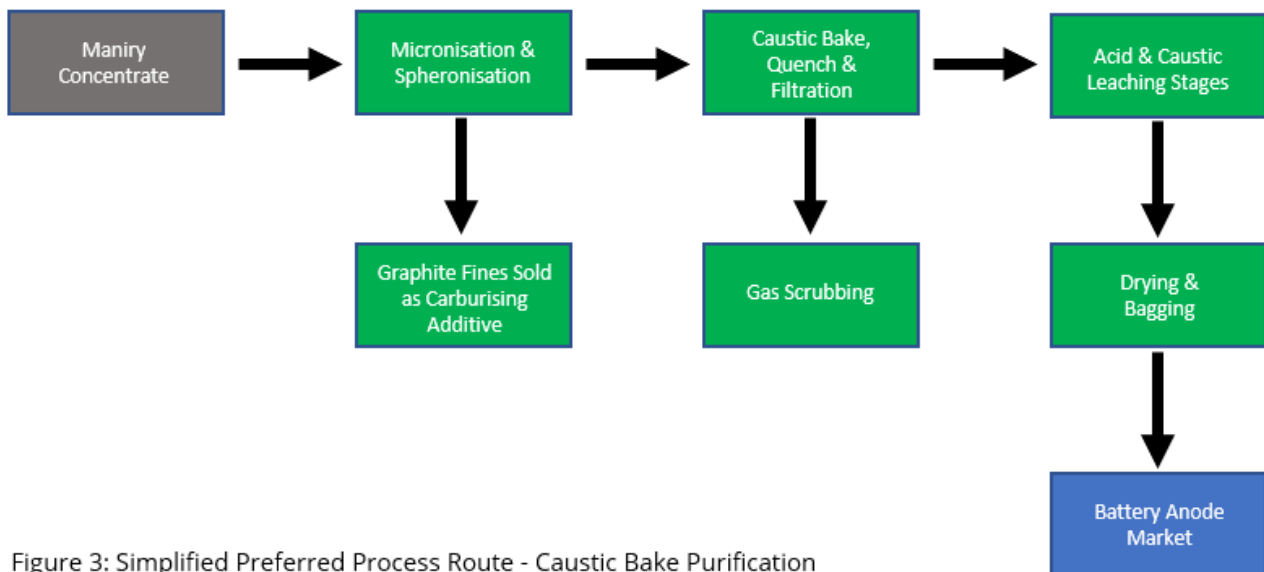 Maniry
Concentrate
Micronisation &
Spheronisation
Caustic Bake,
Quench &
Filtration
Acid & Caustic
Leaching Stages
Graphite Fines Sold
as Carburising
Additive
Gas Scrubbing
Drying &
Bagging
Battery Anode
Market
Figure 3: Simplified Preferred Process Route - Caustic Bake Purification